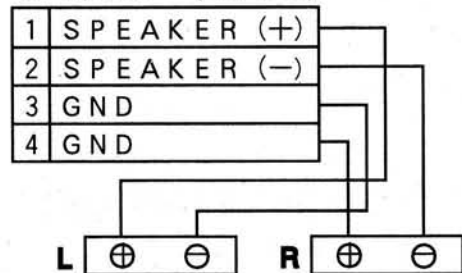 1 SPEAKER (+)
2 SPEAKER (−)
3 GND
4 GND
L ⊕ ⊖ R ⊕ ⊖